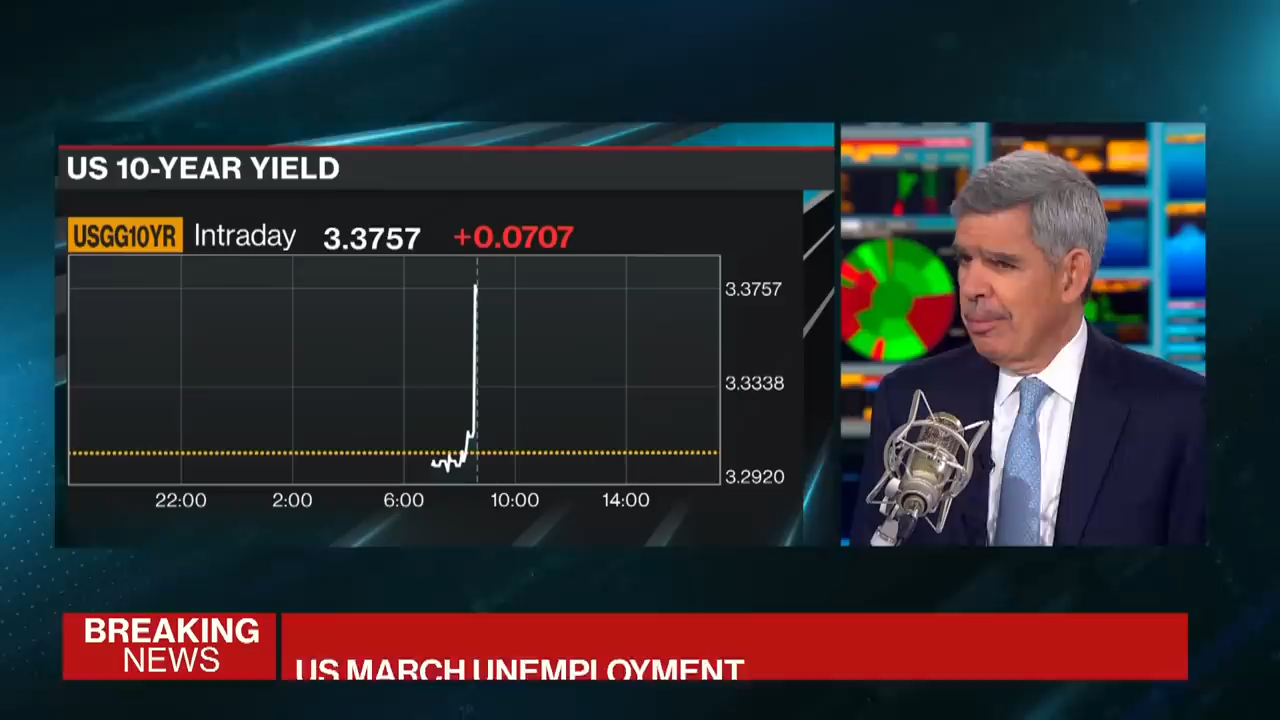 US 10-YEAR YIELD
USGG10YR Intraday 3.3757 +0.0707
3.3757
3.3338
3.2920
22:00 2:00 6:00 10:00 14:00
BREAKING
NEWS
US MARCH UNEMPLOYMENT